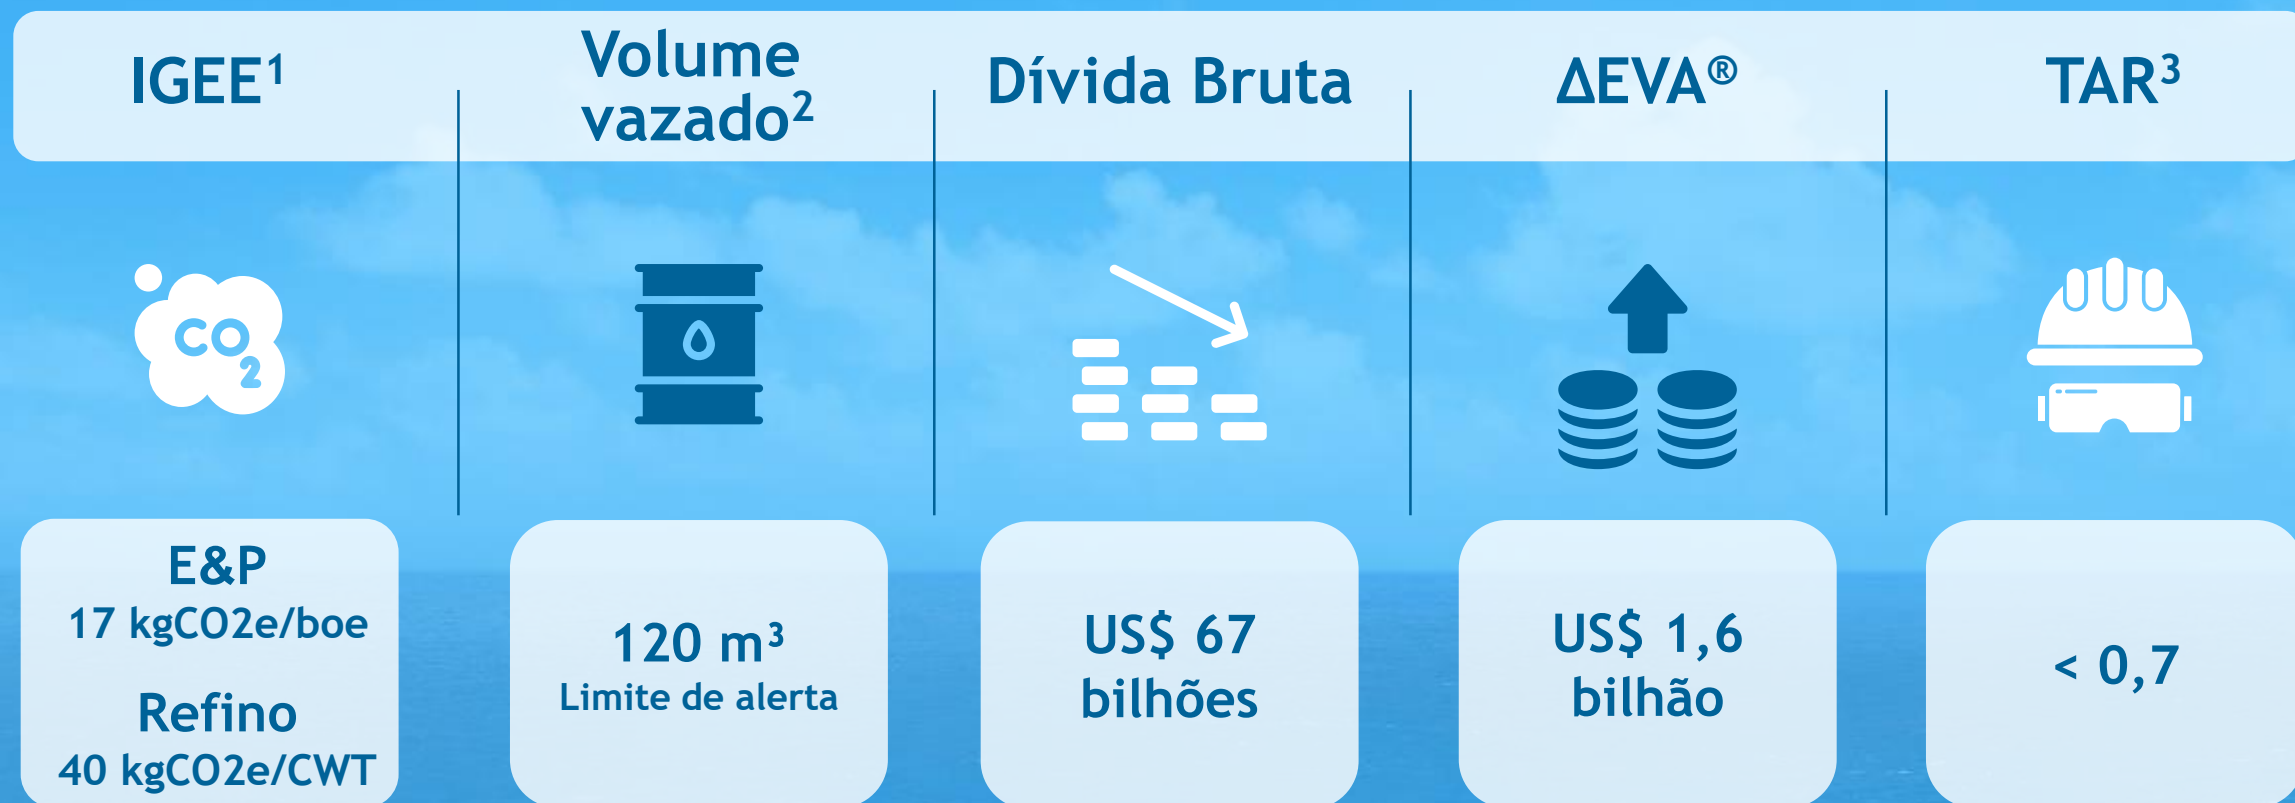 IGEE¹
Volume
vazado²
Dívida Bruta
ΔEVA®
TAR³
CO2
E&P
17 kgCO2e/boe
Refino
40 kgCO2e/CWT
120 m³
Limite de alerta
US$ 67
bilhões
US$ 1,6
bilhão
< 0,7